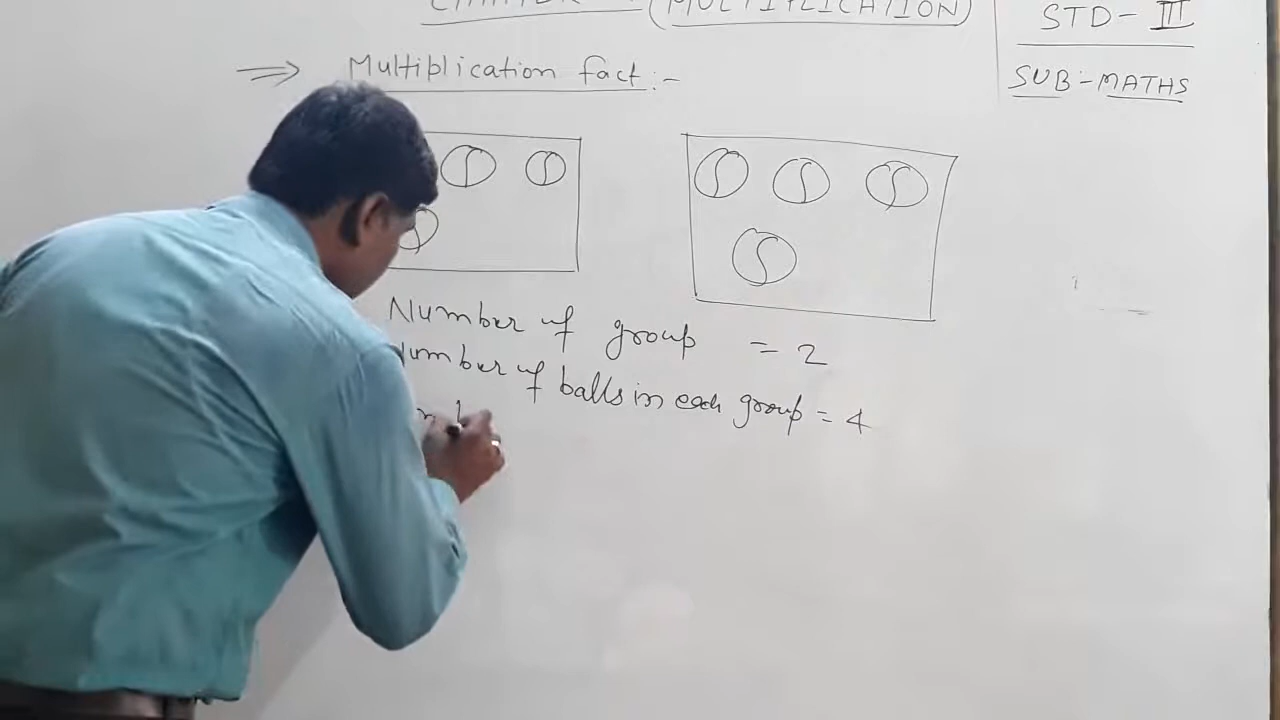 (MULTIPLICATION)
STD- III
SUB:- MATHS
⇒ Multiplication fact:-
Number of group = 2
Number of balls in each group = 4